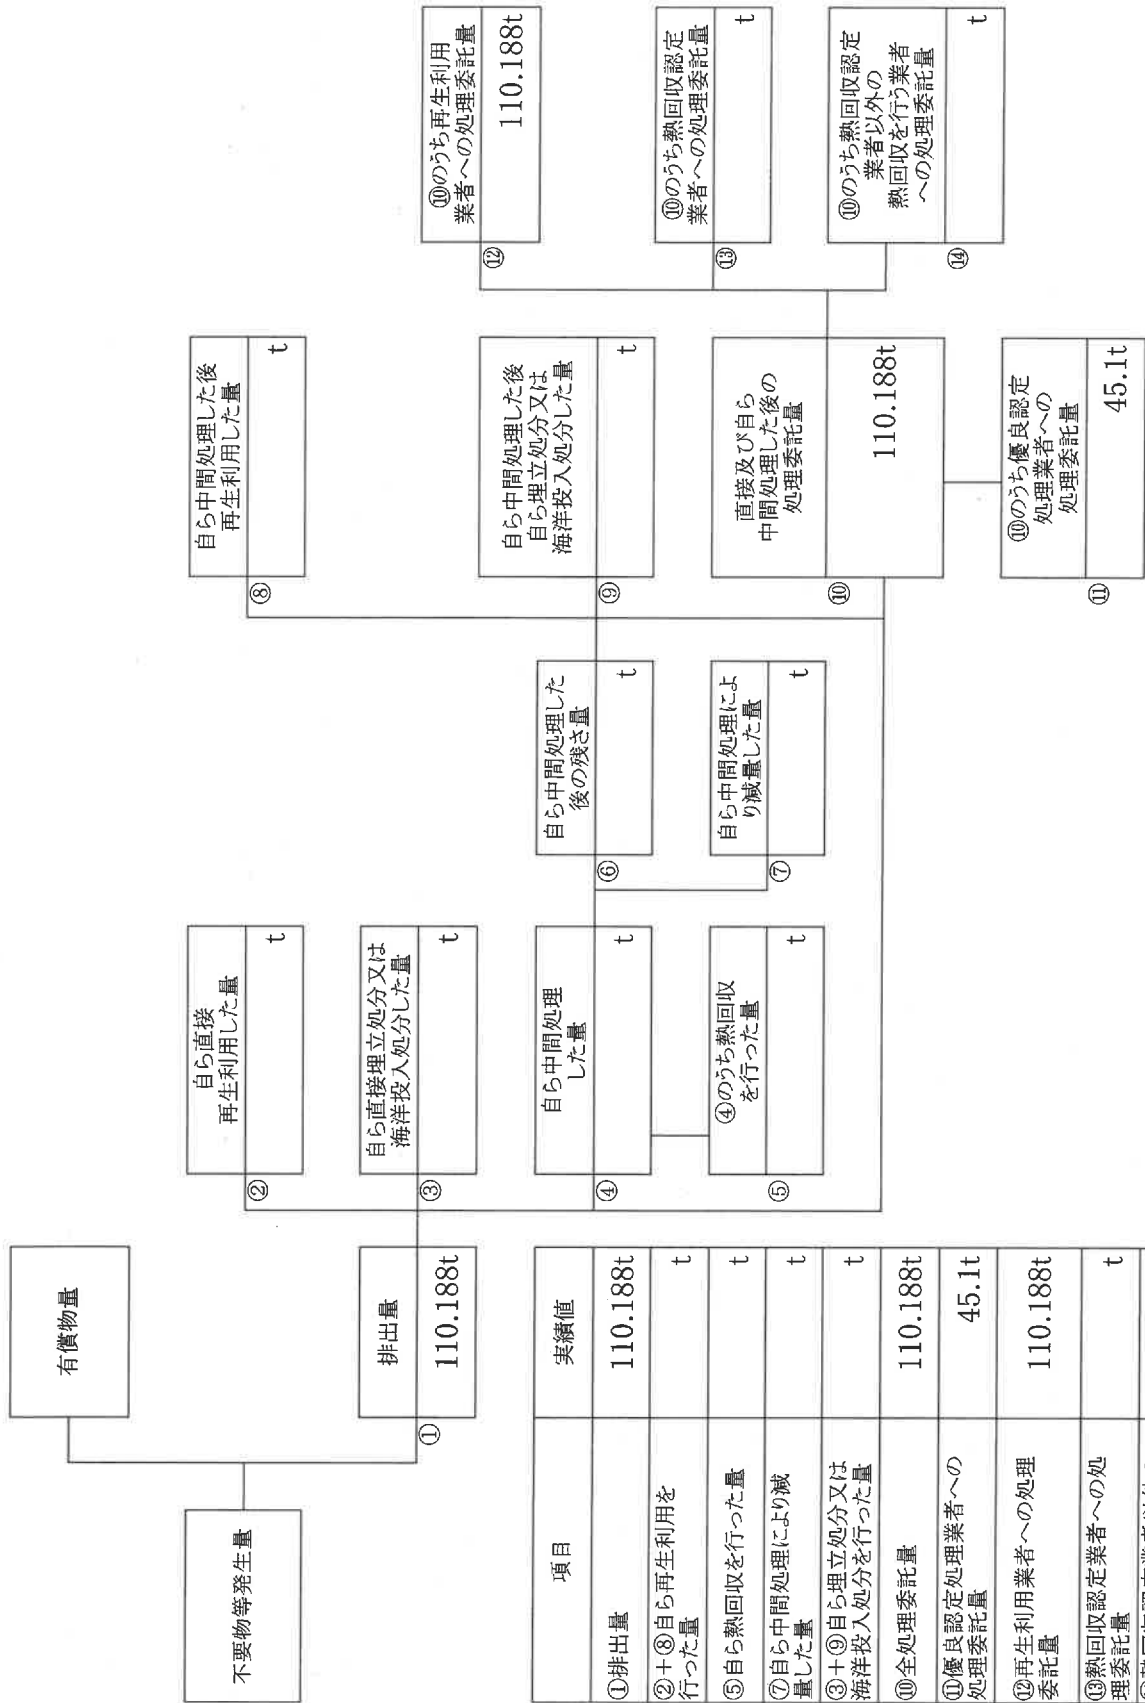 不要物等発生量
有償物量
①
排出量
110.188t
②
自ら直接
再生利用した量
t
③
自ら直接埋立処分又は
海洋投入処分した量
t
④
自ら中間処理
した量
t
⑤
④のうち熱回収
を行った量
t
⑥
自ら中間処理した
後の残さ量
t
⑦
自ら中間処理によ
り減量した量
t
⑧
自ら中間処理した後
再生利用した量
t
⑨
自ら中間処理した後
自ら埋立処分又は
海洋投入処分した量
t
⑩
直接及び自ら
中間処理した後の
処理委託量
110.188t
⑪
⑩のうち優良認定
処理業者への
処理委託量
45.1t
⑫
⑩のうち再生利用
業者への処理委託量
110.188t
⑬
⑩のうち熱回収認定
業者への処理委託量
t
⑭
⑩のうち熱回収認定
業者以外の
熱回収を行う業者
への処理委託量
t
項目
実績値
①排出量
110.188t
②+⑧自ら再生利用を
行った量
t
⑤自ら熱回収を行った量
t
⑦自ら中間処理により減
量した量
t
③+⑨自ら埋立処分又は
海洋投入処分を行った量
t
⑩全処理委託量
110.188t
⑪優良認定処理業者への
処理委託量
45.1t
⑫再生利用業者への処理
委託量
110.188t
⑬熱回収認定業者への処
理委託量
t